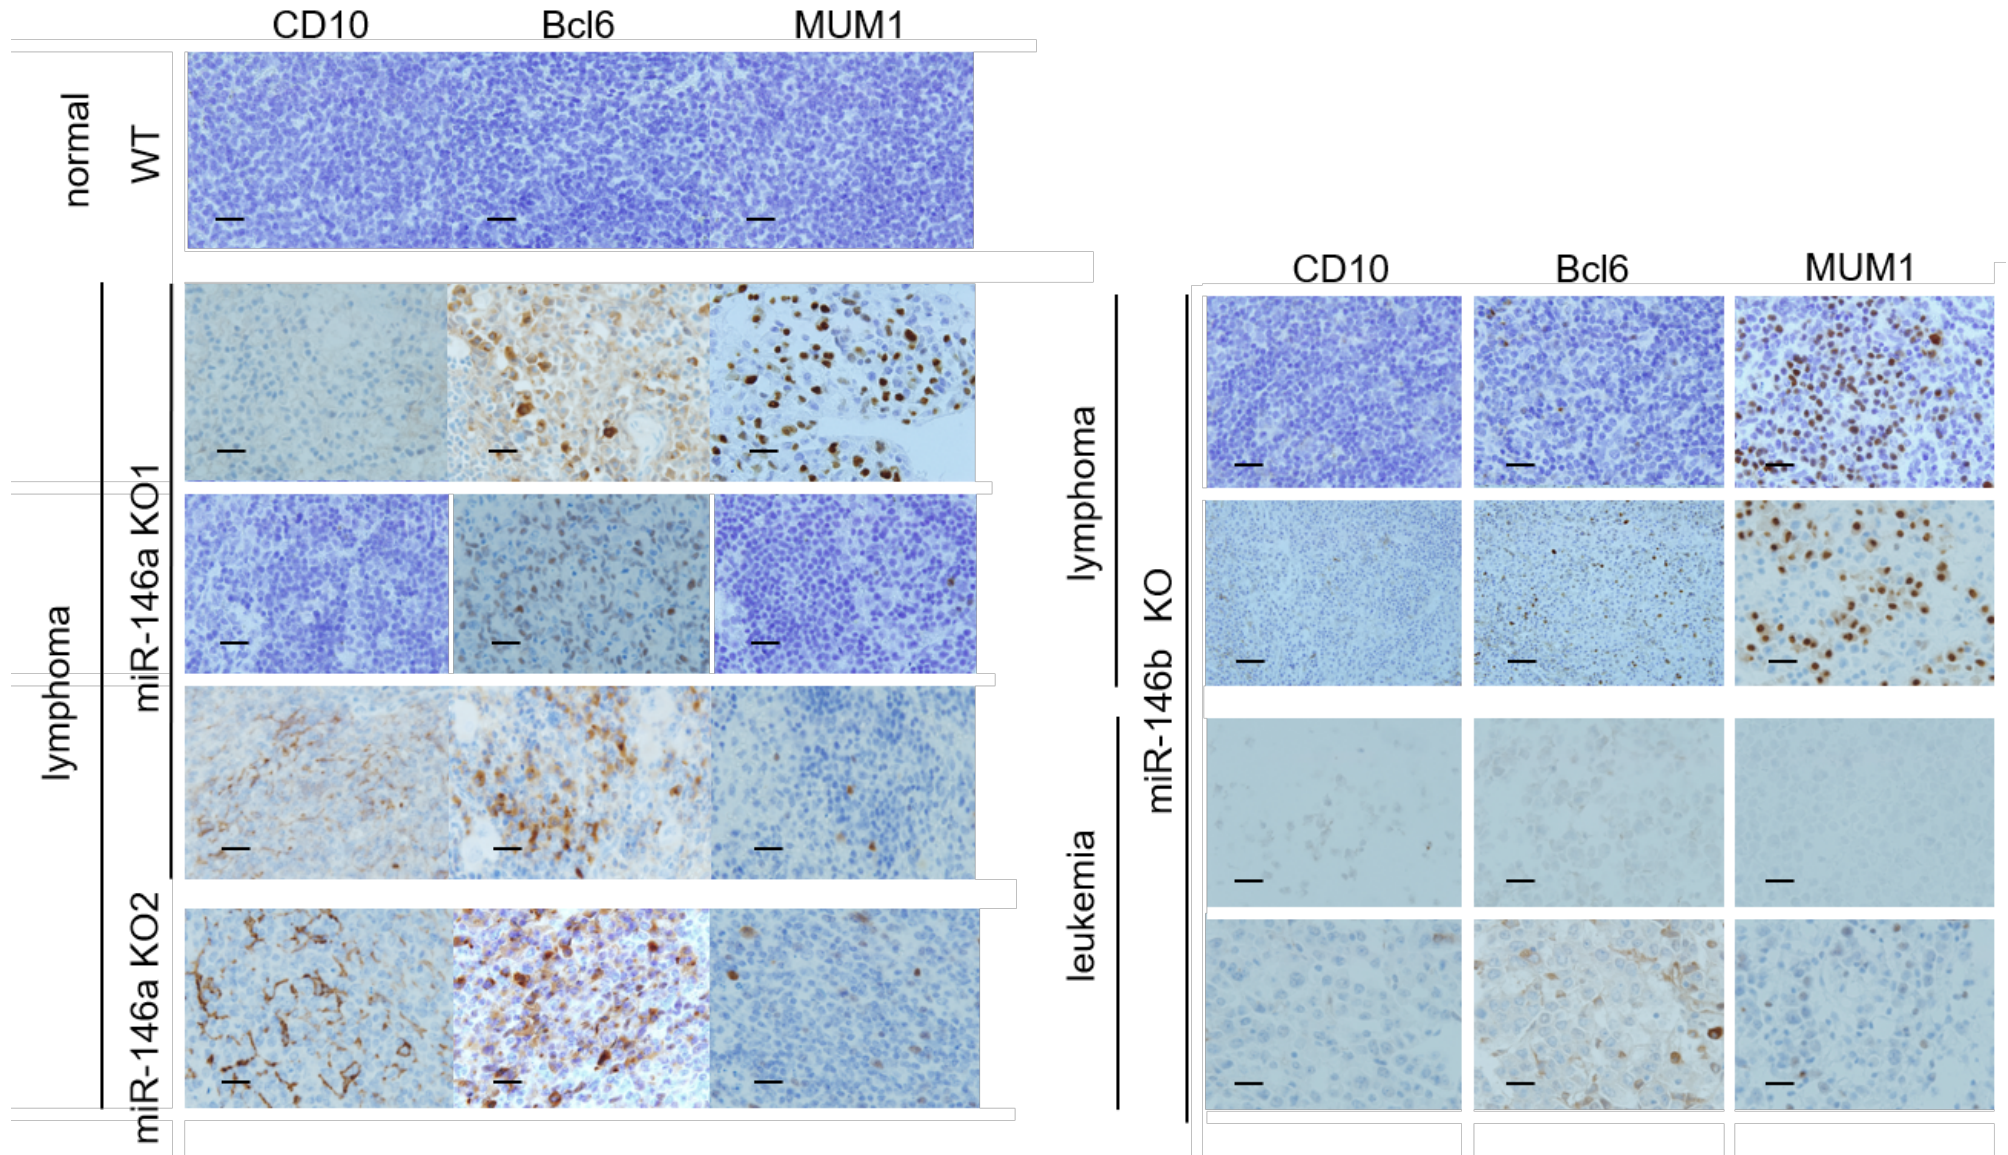 CD10 Bcl6 MUM1
normal
WT
lymphoma
miR-146a KO1
miR-146a KO2
CD10 Bcl6 MUM1
lymphoma
leukemia
miR-146b KO